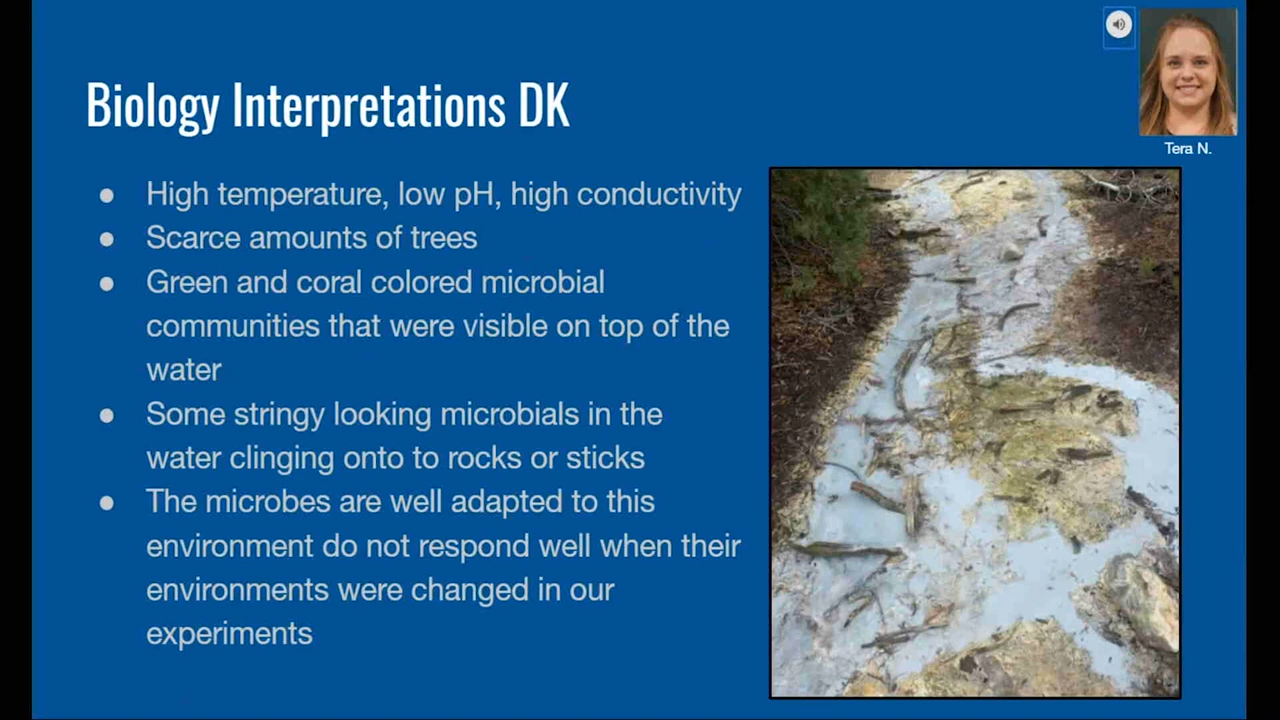 Biology Interpretations DK
Tera N.
● High temperature, low pH, high conductivity
● Scarce amounts of trees
● Green and coral colored microbial
communities that were visible on top of the
water
● Some stringy looking microbials in the
water clinging onto to rocks or sticks
● The microbes are well adapted to this
environment do not respond well when their
environments were changed in our
experiments